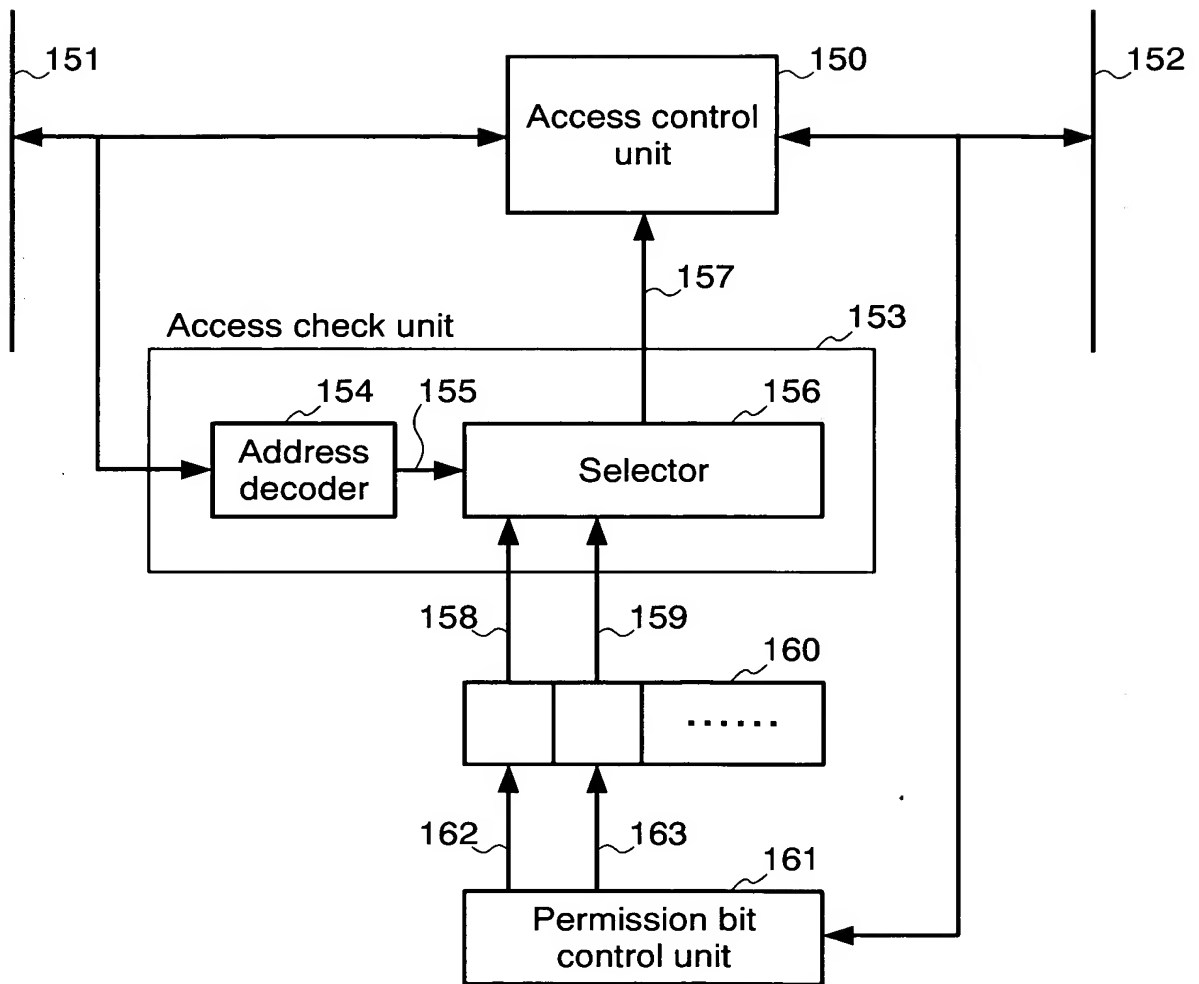 151
150
152
Access control
unit
157
Access check unit
153
154
155
156
Address
decoder
Selector
158
159
160
......
162
163
161
Permission bit
control unit